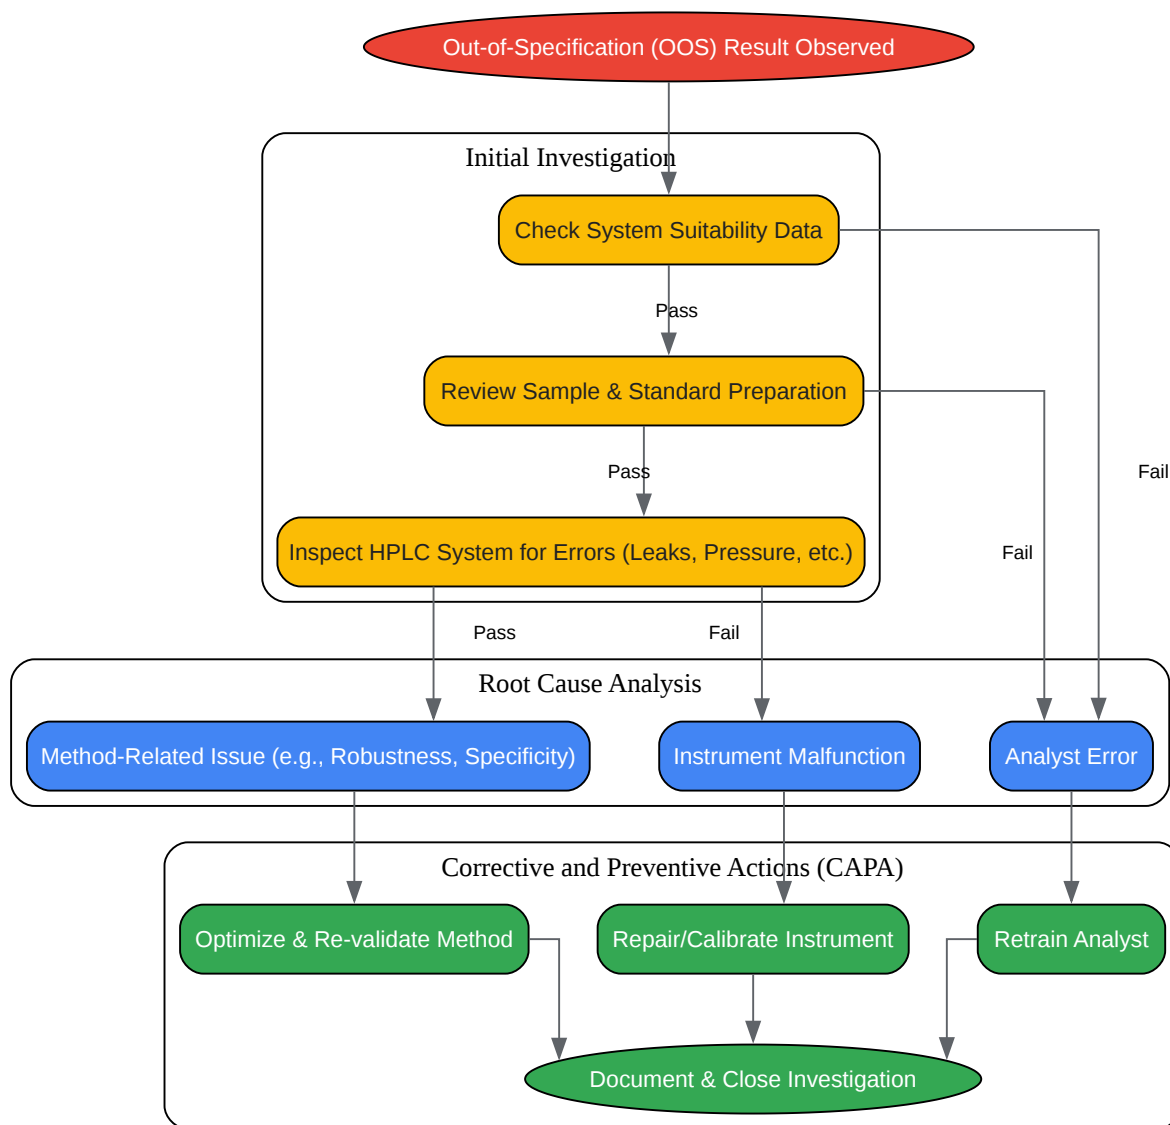 Out-of-Specification (OOS) Result Observed
Initial Investigation
Check System Suitability Data
Pass
Review Sample & Standard Preparation
Pass
Fail
Inspect HPLC System for Errors (Leaks, Pressure, etc.)
Fail
Pass
Fail
Root Cause Analysis
Method-Related Issue (e.g., Robustness, Specificity)
Instrument Malfunction
Analyst Error
Corrective and Preventive Actions (CAPA)
Optimize & Re-validate Method
Repair/Calibrate Instrument
Retrain Analyst
Document & Close Investigation